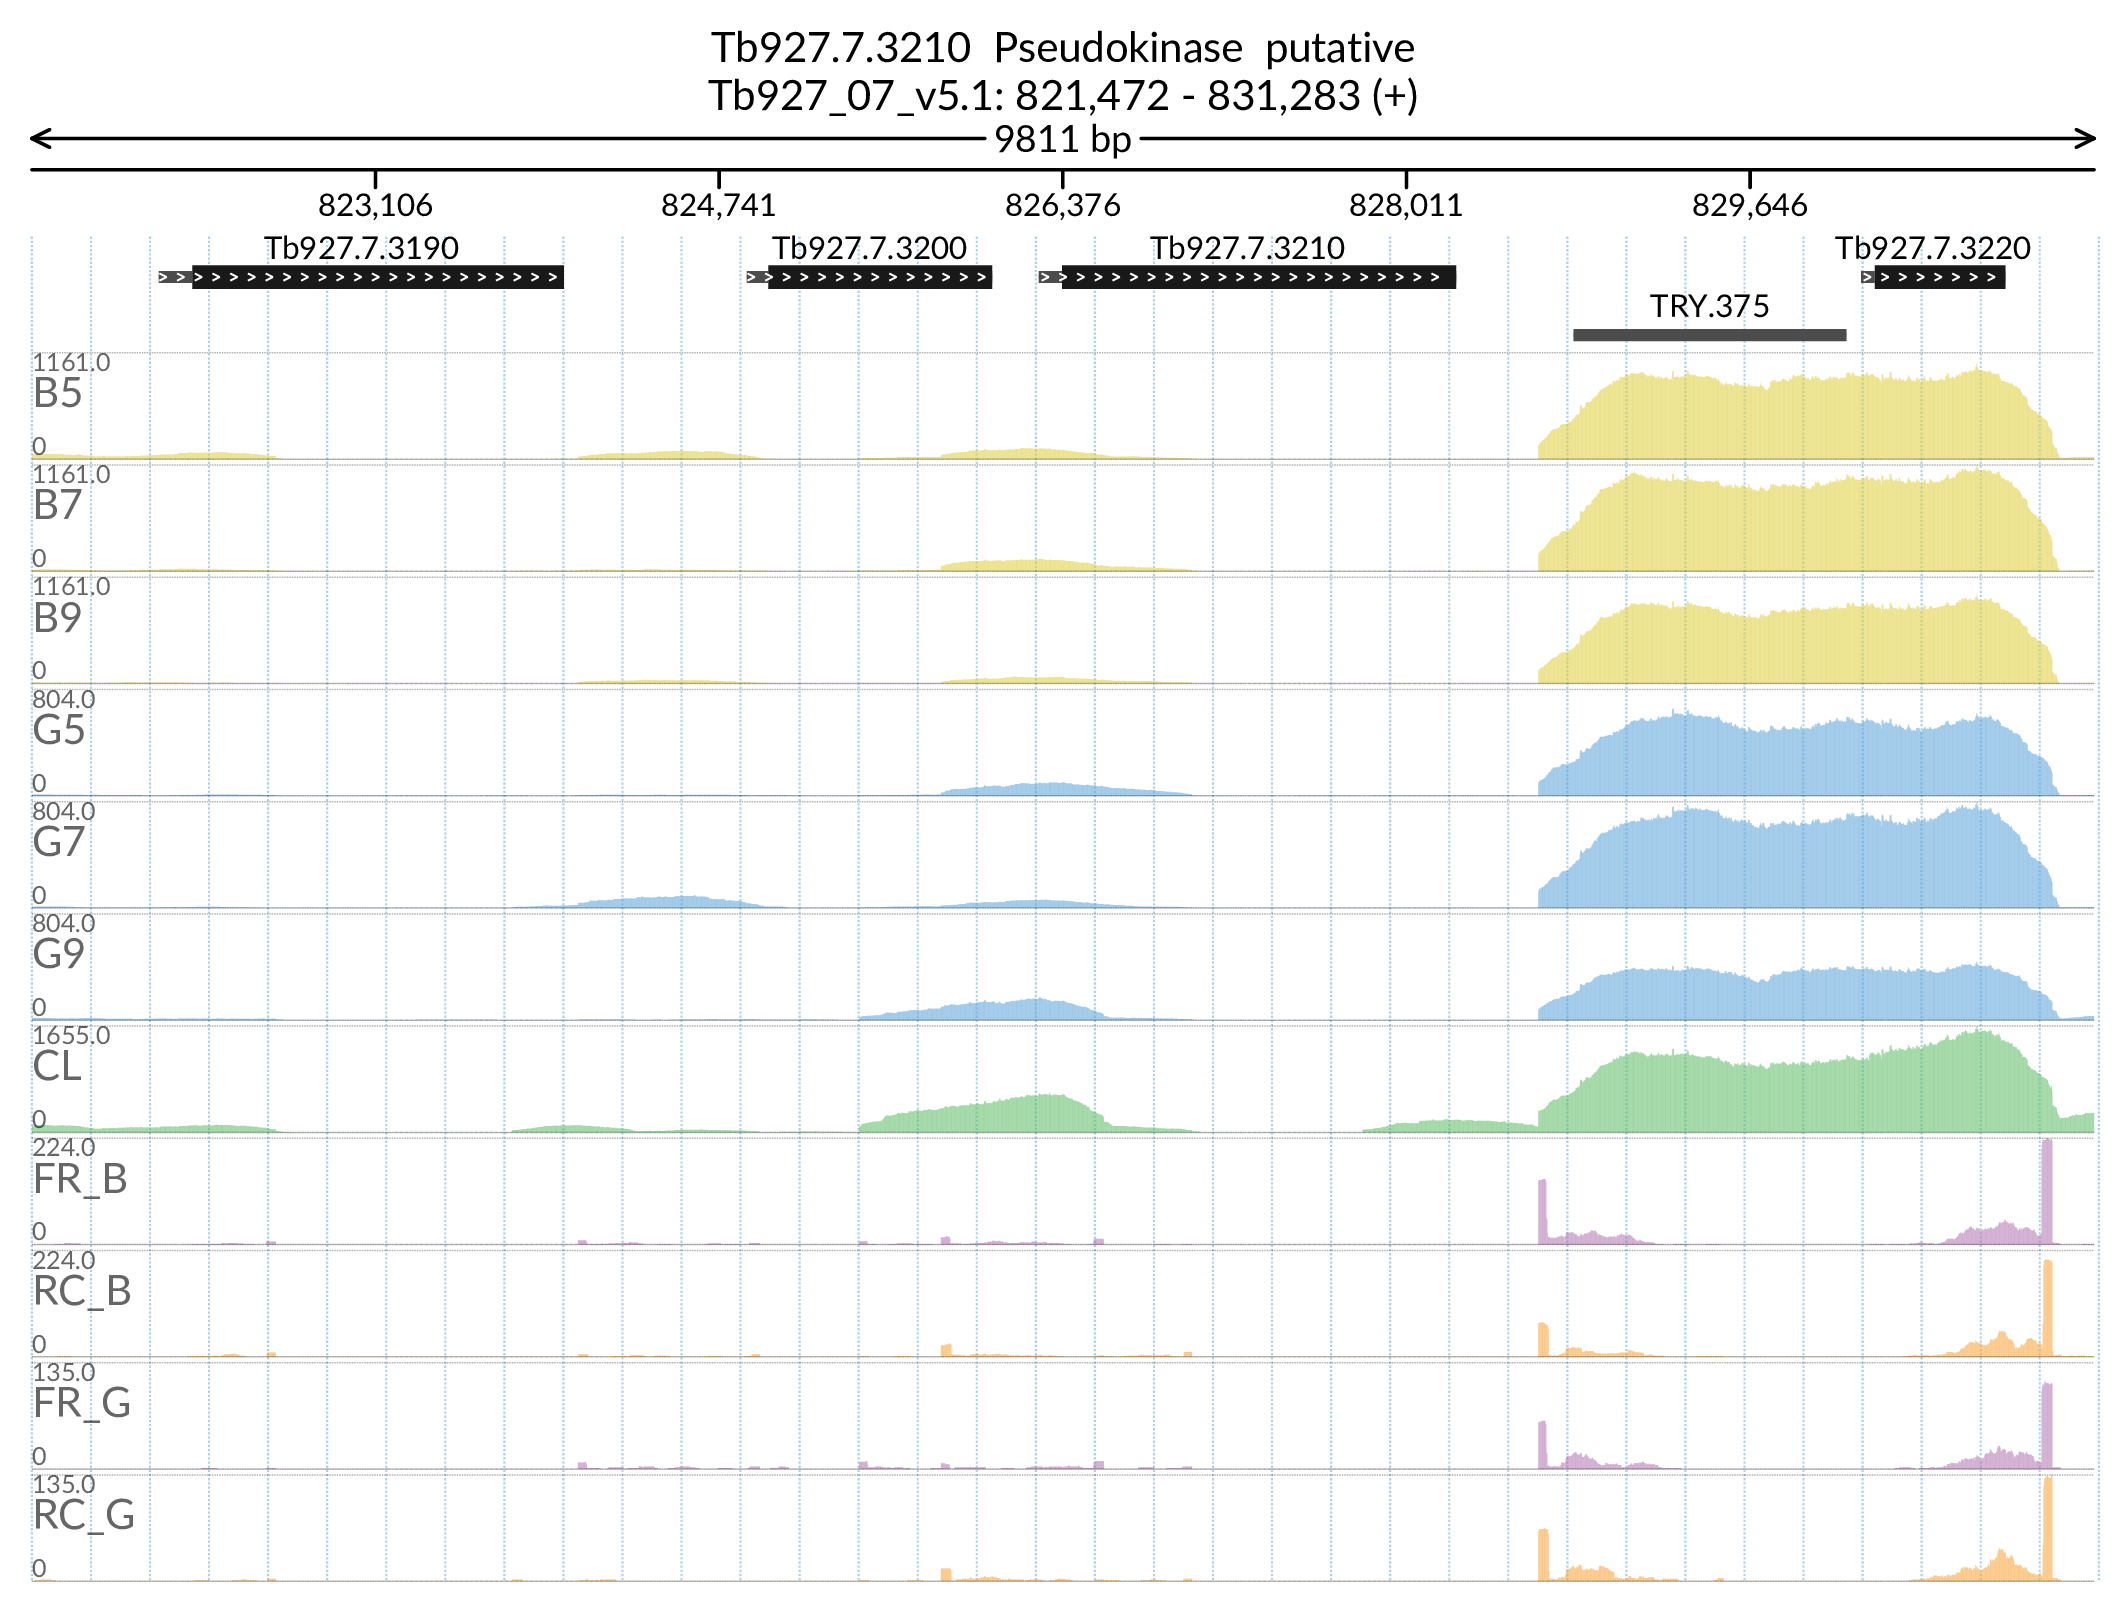 Tb927.7.3210 Pseudokinase putative
Tb927_07_v5.1: 821,472 - 831,283 (+)
9811 bp
823,106 824,741 826,376 828,011 829,646
Tb927.7.3190 Tb927.7.3200 Tb927.7.3210 Tb927.7.3220
TRY.375
1161.0
B5
0
1161.0
B7
0
1161.0
B9
0
804.0
G5
0
804.0
G7
0
804.0
G9
0
1655.0
CL
0
224.0
FR_B
0
224.0
RC_B
0
135.0
FR_G
0
135.0
RC_G
0